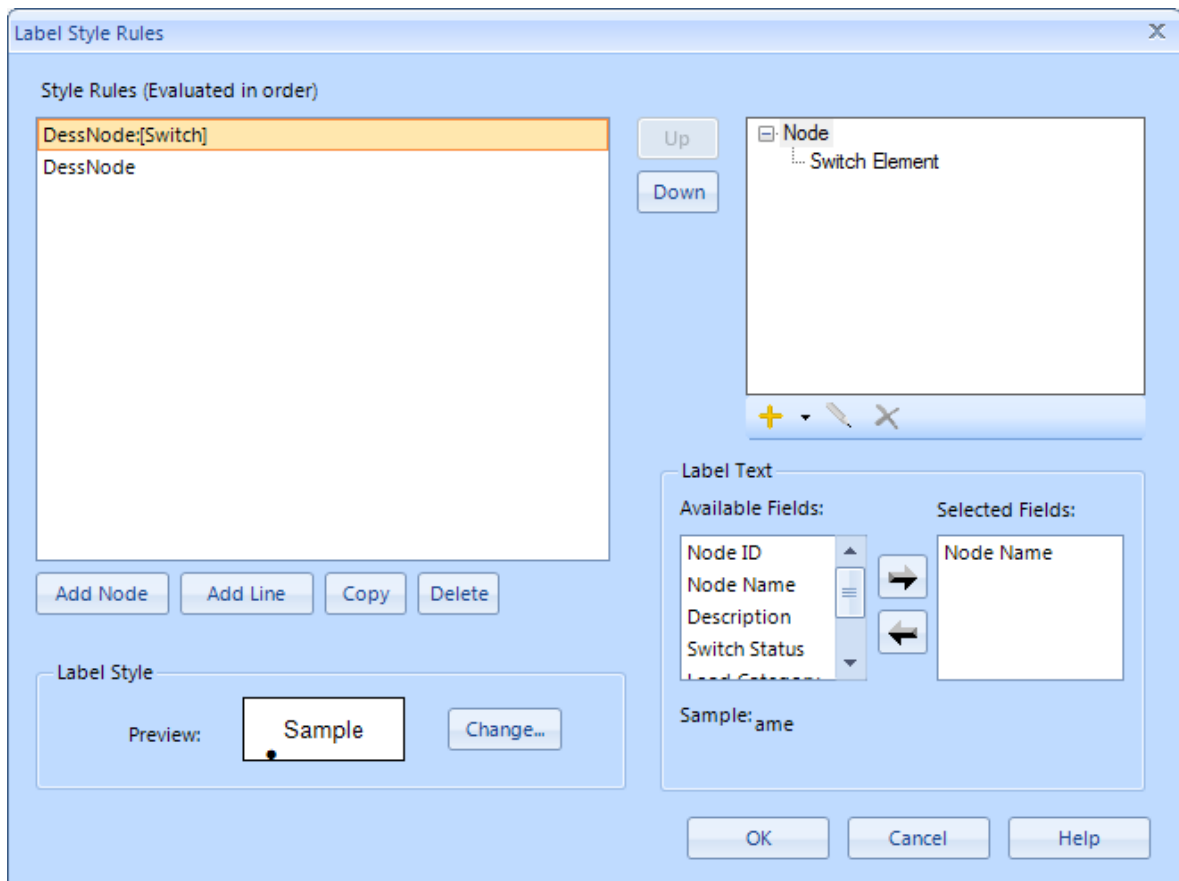 Label Style Rules
Style Rules (Evaluated in order)
DessNode:[Switch]
DessNode
Up
Down
Node
Switch Element
Add Node
Add Line
Copy
Delete
Label Style
Preview:
Sample
Change...
Label Text
Available Fields:
Node ID
Node Name
Description
Switch Status
Load Category
Selected Fields:
Node Name
Sample: ame
OK
Cancel
Help